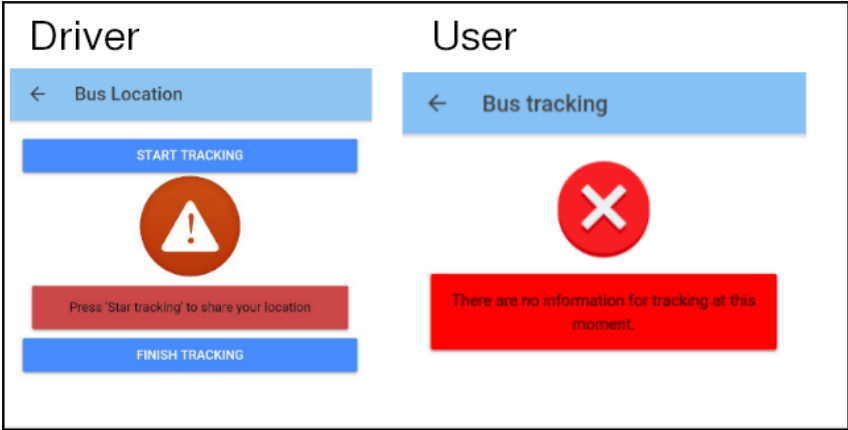 Driver
Bus Location
START TRACKING
Press 'Star tracking' to share your location
FINISH TRACKING
User
Bus tracking
There are no information for tracking at this
moment.